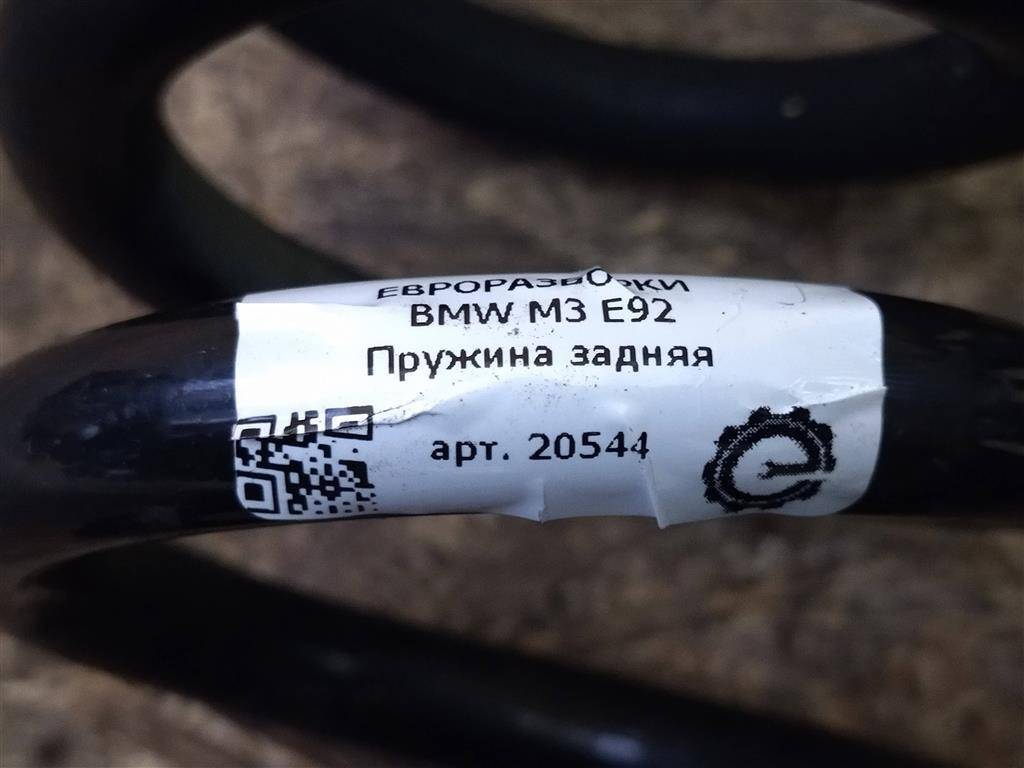 ЕВРОРАЗБОРКИ
BMW M3 E92
Пружина задняя
арт. 20544